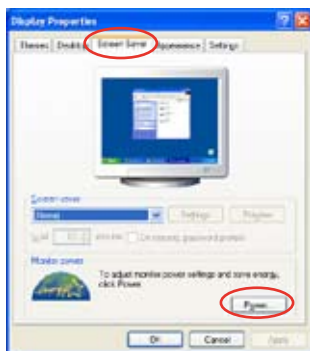 Display Properties
Themes Desktop Screen Saver Appearance Settings
Screen saver
(None)
Settings Preview
Wait 10 minutes On resume, password protect
Monitor power
To adjust monitor power settings and save energy,
click Power.
Power...
OK Cancel Apply